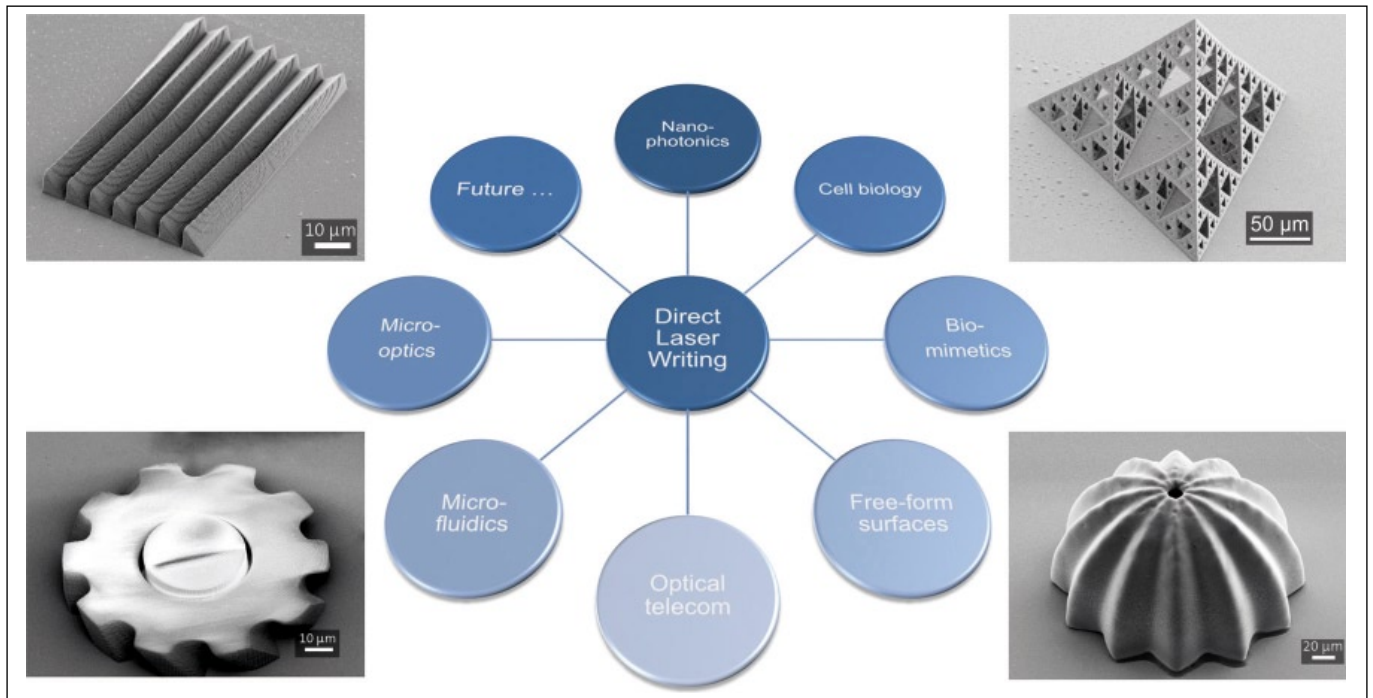 Nano-
photonics
Future ...
Cell biology
10 µm
50 µm
Micro-
optics
Direct
Laser
Writing
Bio-
mimetics
Micro-
fluidics
Free-form
surfaces
Optical
telecom
10 µm
20 µm